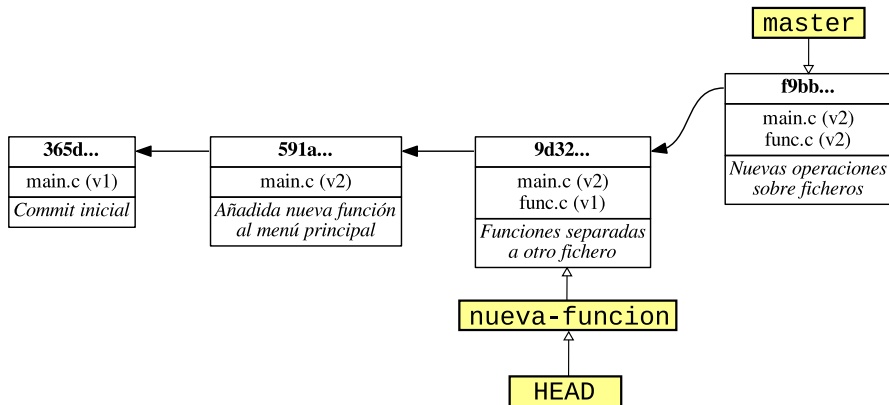 master
f9bb...
main.c (v2)
func.c (v2)
Nuevas operaciones
sobre ficheros
365d...
main.c (v1)
Commit inicial
591a...
main.c (v2)
Añadida nueva función
al menú principal
9d32...
main.c (v2)
func.c (v1)
Funciones separadas
a otro fichero
nueva-funcion
HEAD